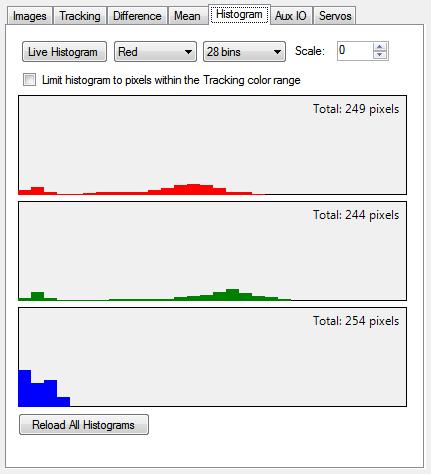 Images Tracking Difference Mean Histogram Aux IO Servos
Live Histogram Red 28 bins Scale: 0
Limit histogram to pixels within the Tracking color range
Total: 249 pixels
Total: 244 pixels
Total: 254 pixels
Reload All Histograms